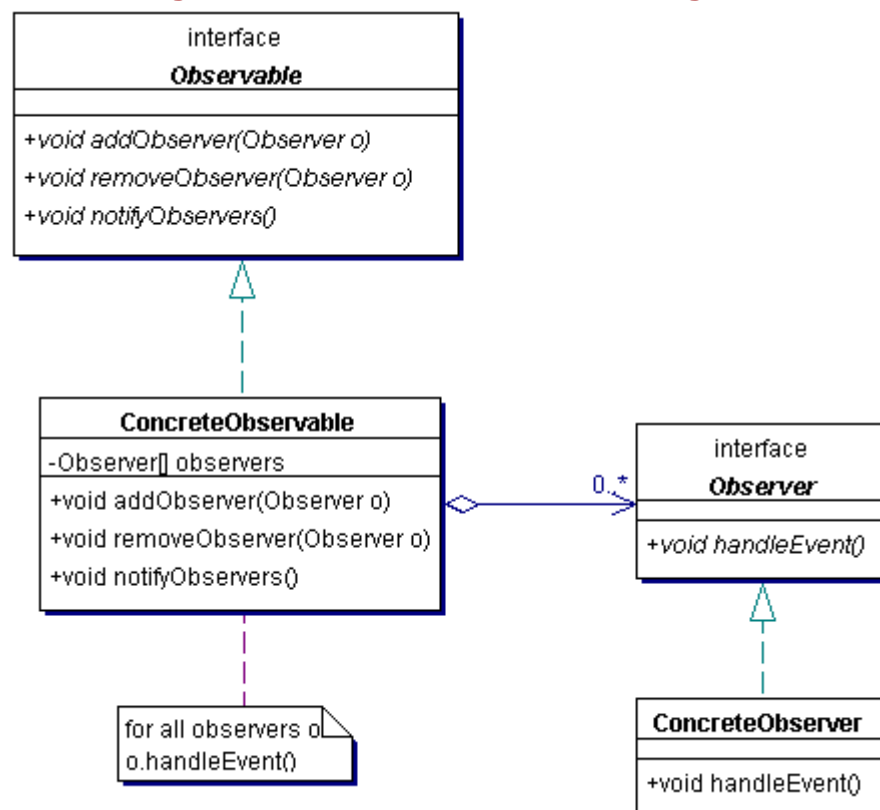 interface
Observable
+void addObserver(Observer o)
+void removeObserver(Observer o)
+void notifyObservers()
ConcreteObservable
-Observer[] observers
+void addObserver(Observer o)
+void removeObserver(Observer o)
+void notifyObservers()
0..*
interface
Observer
+void handleEvent()
for all observers o
o.handleEvent()
ConcreteObserver
+void handleEvent()